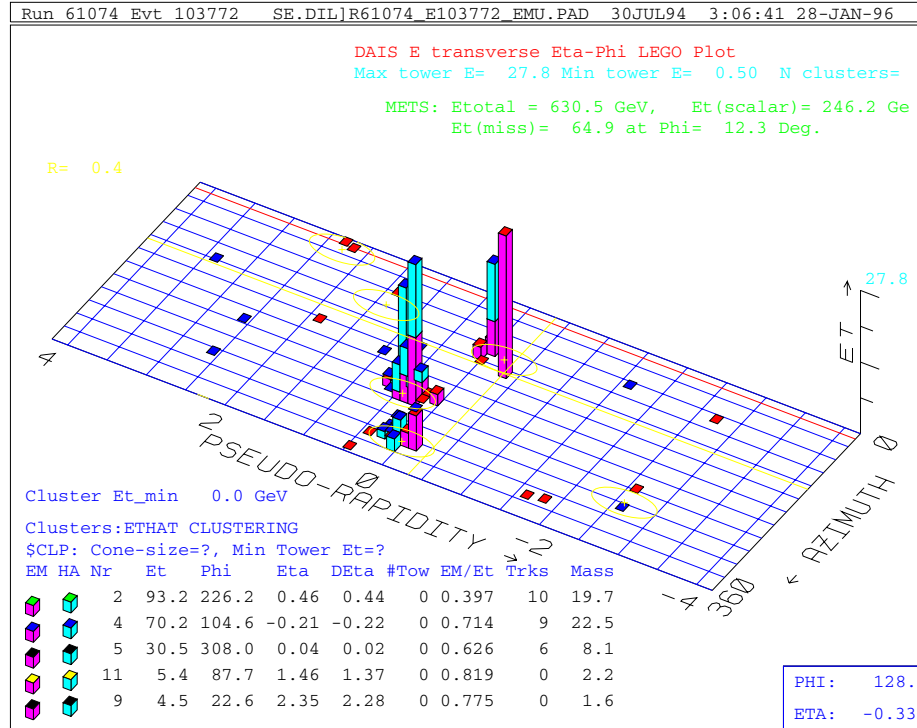 Run 61074 Evt 103772 SE.DIL]R61074_E103772_EMU.PAD 30JUL94 3:06:41 28-JAN-96
DAIS E transverse Eta-Phi LEGO Plot
Max tower E= 27.8 Min tower E= 0.50 N clusters=
METS: Etotal = 630.5 GeV, Et(scalar)= 246.2 Ge
Et(miss)= 64.9 at Phi= 12.3 Deg.
R= 0.4
27.8
ET →
4
2
0
-2
-4
PSEUDO-RAPIDITY →
0
360
← AZIMUTH
Cluster Et_min 0.0 GeV
Clusters:ETHAT CLUSTERING
$CLP: Cone-size=?, Min Tower Et=?
EM HA Nr Et Phi Eta DEta #Tow EM/Et Trks Mass
2 93.2 226.2 0.46 0.44 0 0.397 10 19.7
4 70.2 104.6 -0.21 -0.22 0 0.714 9 22.5
5 30.5 308.0 0.04 0.02 0 0.626 6 8.1
11 5.4 87.7 1.46 1.37 0 0.819 0 2.2
9 4.5 22.6 2.35 2.28 0 0.775 0 1.6
PHI: 128.
ETA: -0.33